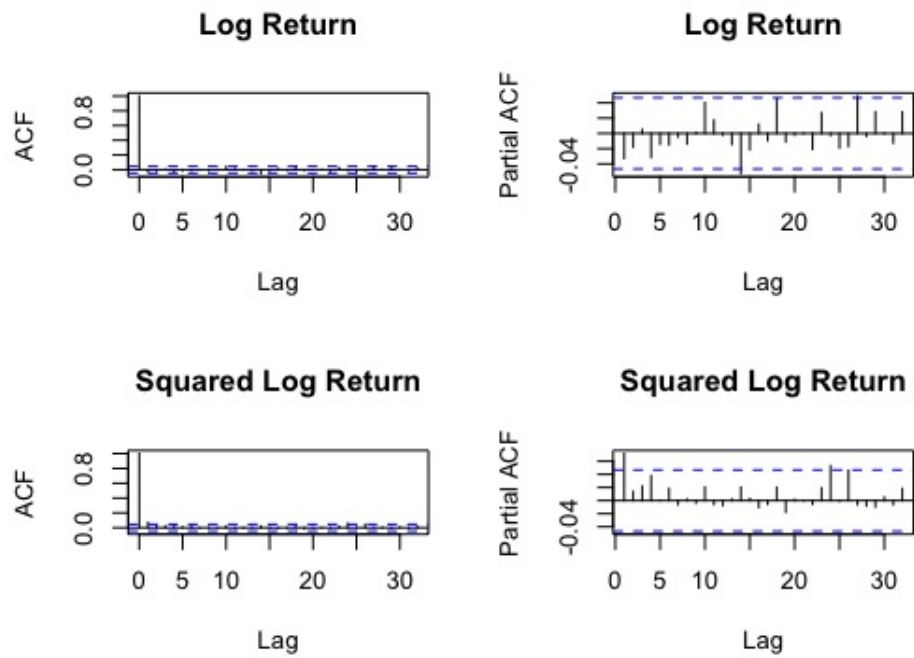 Log Return
ACF
0.8
0.0
0 5 10 20 30
Lag
Log Return
Partial ACF
-0.04
0 5 10 20 30
Lag
Squared Log Return
ACF
0.8
0.0
0 5 10 20 30
Lag
Squared Log Return
Partial ACF
-0.04
0 5 10 20 30
Lag